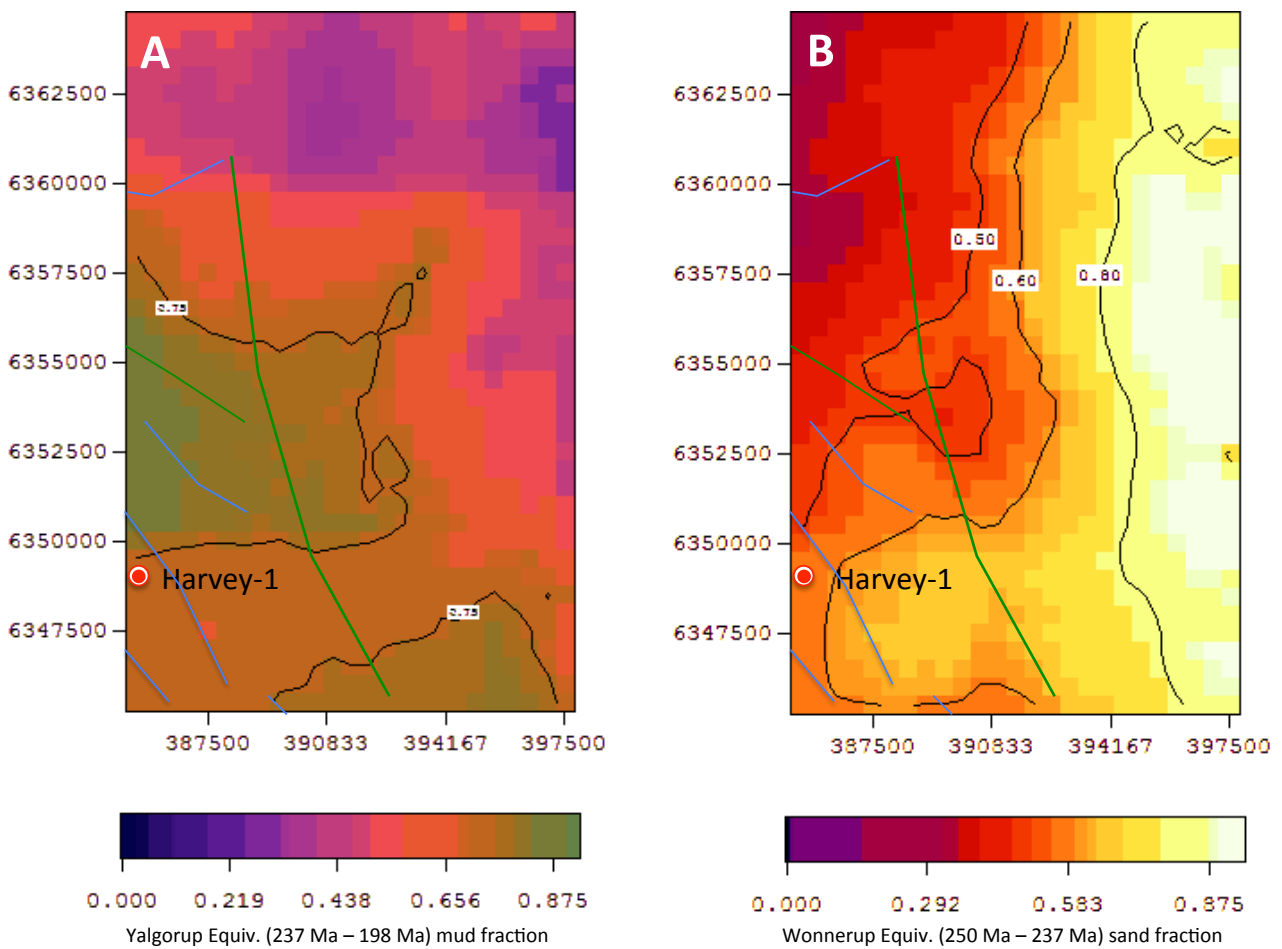 A
B
6362500
6360000
6357500
6355000
6352500
6350000
6347500
6362500
6360000
6357500
6355000
6352500
6350000
6347500
0.75
0.75
0.50
0.60
0.80
Harvey-1
Harvey-1
387500 390833 394167 397500
387500 390833 394167 397500
0.000 0.219 0.438 0.656 0.875
0.000 0.292 0.583 0.875
Yalgorup Equiv. (237 Ma – 198 Ma) mud fraction
Wonnerup Equiv. (250 Ma – 237 Ma) sand fraction